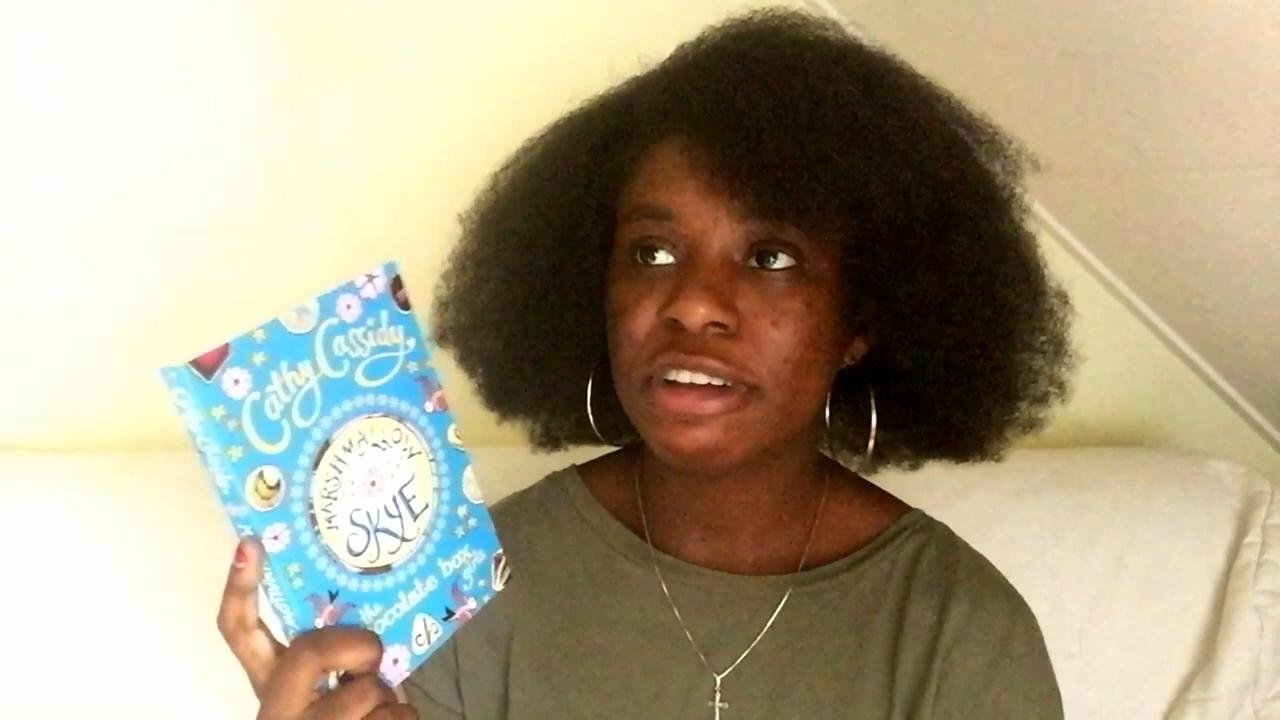 Cathy Cassidy
MARSHMALLOW
SKYE
the
chocolate box
girls